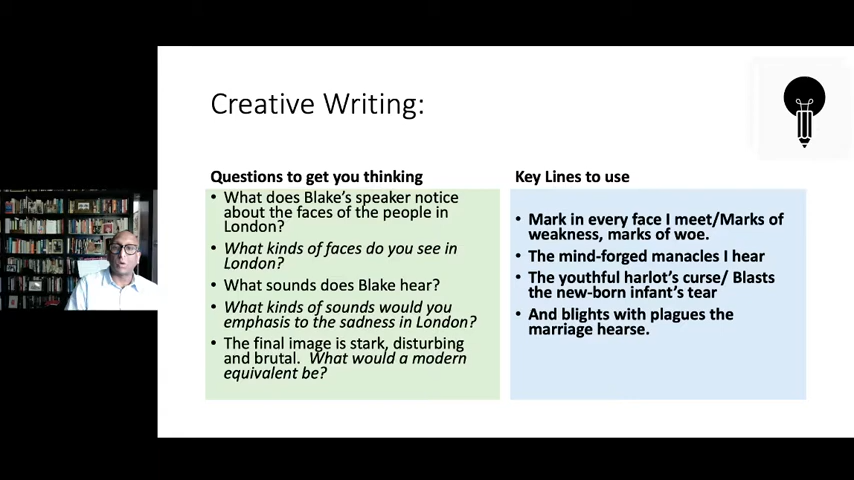 Creative Writing:
Questions to get you thinking
• What does Blake's speaker notice
about the faces of the people in
London?
• What kinds of faces do you see in
London?
• What sounds does Blake hear?
• What kinds of sounds would you
emphasis to the sadness in London?
• The final image is stark, disturbing
and brutal. What would a modern
equivalent be?
Key Lines to use
• Mark in every face I meet/Marks of
weakness, marks of woe.
• The mind-forged manacles I hear
• The youthful harlot's curse/ Blasts
the new-born infant's tear
• And blights with plagues the
marriage hearse.